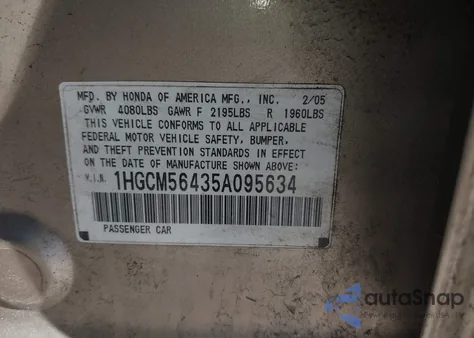 MFD. BY HONDA OF AMERICA MFG., INC. 2/05
GVWR 4080LBS GAWR F 2195LBS R 1960LBS
THIS VEHICLE CONFORMS TO ALL APPLICABLE
FEDERAL MOTOR VEHICLE SAFETY, BUMPER,
AND THEFT PREVENTION STANDARDS IN EFFECT
ON THE DATE OF MANUFACTURE SHOWN ABOVE.
V.I.N. 1HGCM56435A095634
PASSENGER CAR
autoSnap